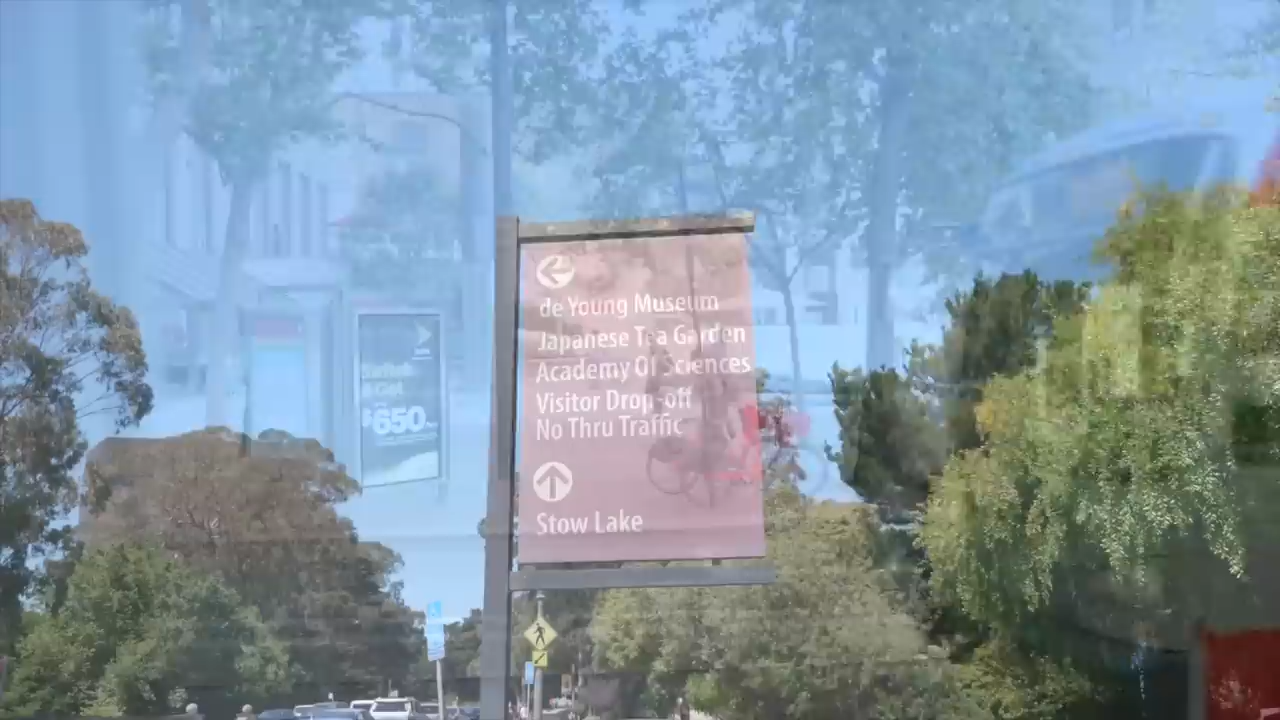 de Young Museum
Japanese Tea Garden
Academy Of Sciences
Visitor Drop-off
No Thru Traffic
Stow Lake
$650